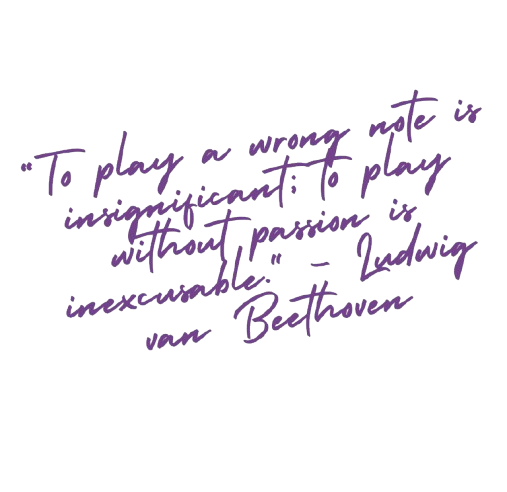 "To play a wrong note is
insignificant; to play
without passion is
inexcusable." - Ludwig
van Beethoven